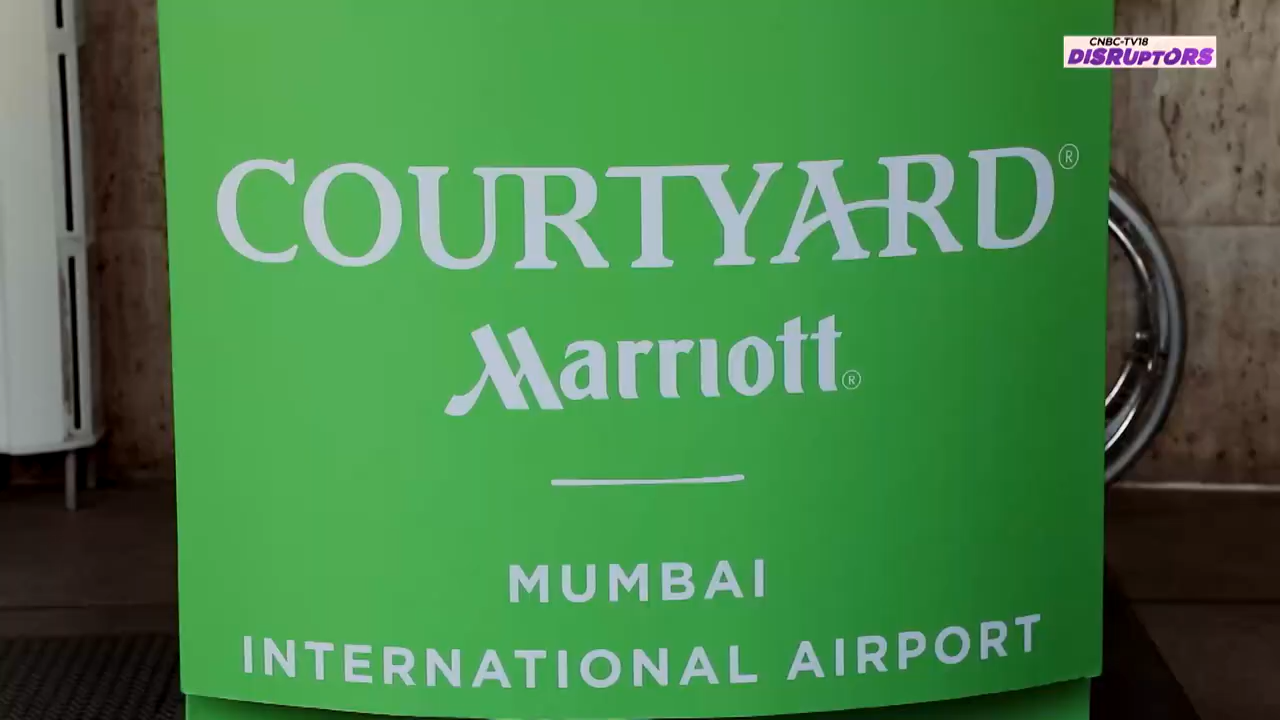 CNBC-TV18
DISRUPTORS
COURTYARD®
Marriott®
MUMBAI
INTERNATIONAL AIRPORT